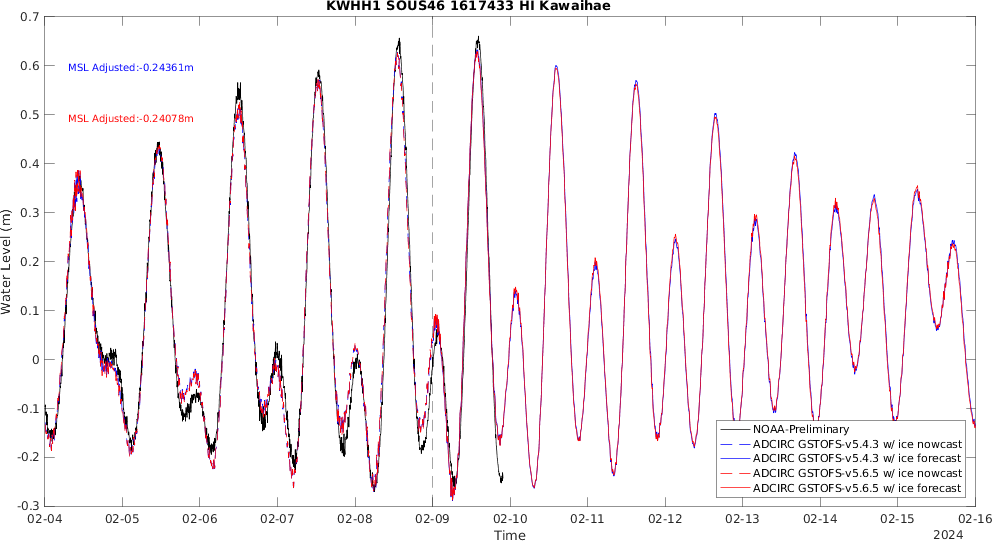 KWHH1 SOUS46 1617433 HI Kawaihae
0.7
0.6
0.5
0.4
0.3
0.2
0.1
0
-0.1
-0.2
-0.3
Water Level (m)
MSL Adjusted:-0.24361m
MSL Adjusted:-0.24078m
NOAA-Preliminary
ADCIRC GSTOFS-v5.4.3 w/ ice nowcast
ADCIRC GSTOFS-v5.4.3 w/ ice forecast
ADCIRC GSTOFS-v5.6.5 w/ ice nowcast
ADCIRC GSTOFS-v5.6.5 w/ ice forecast
02-04 02-05 02-06 02-07 02-08 02-09 02-10 02-11 02-12 02-13 02-14 02-15 02-16
Time
2024